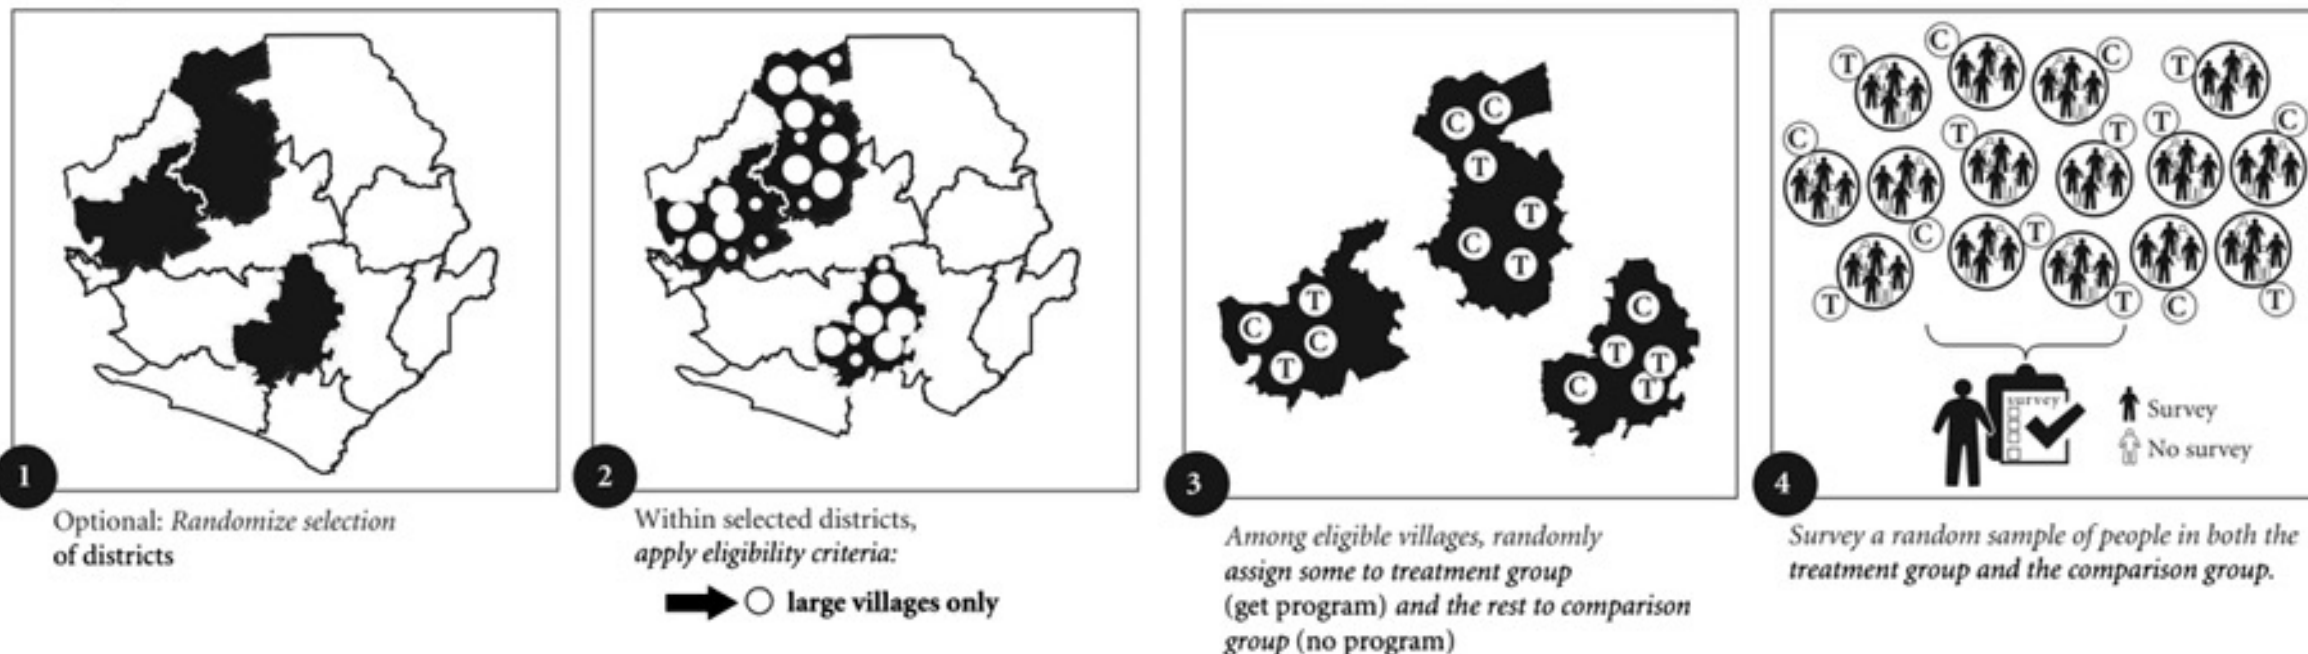 1
Optional: Randomize selection
of districts
2
Within selected districts,
apply eligibility criteria:
large villages only
C
C
T
T
C
T
T
C
C
T
C
T
T
C
T
3
Among eligible villages, randomly
assign some to treatment group
(get program) and the rest to comparison
group (no program)
T
C
C
T
C
T
T
T
C
C
T
T
T
C
T
survey
Survey
No survey
4
Survey a random sample of people in both the
treatment group and the comparison group.